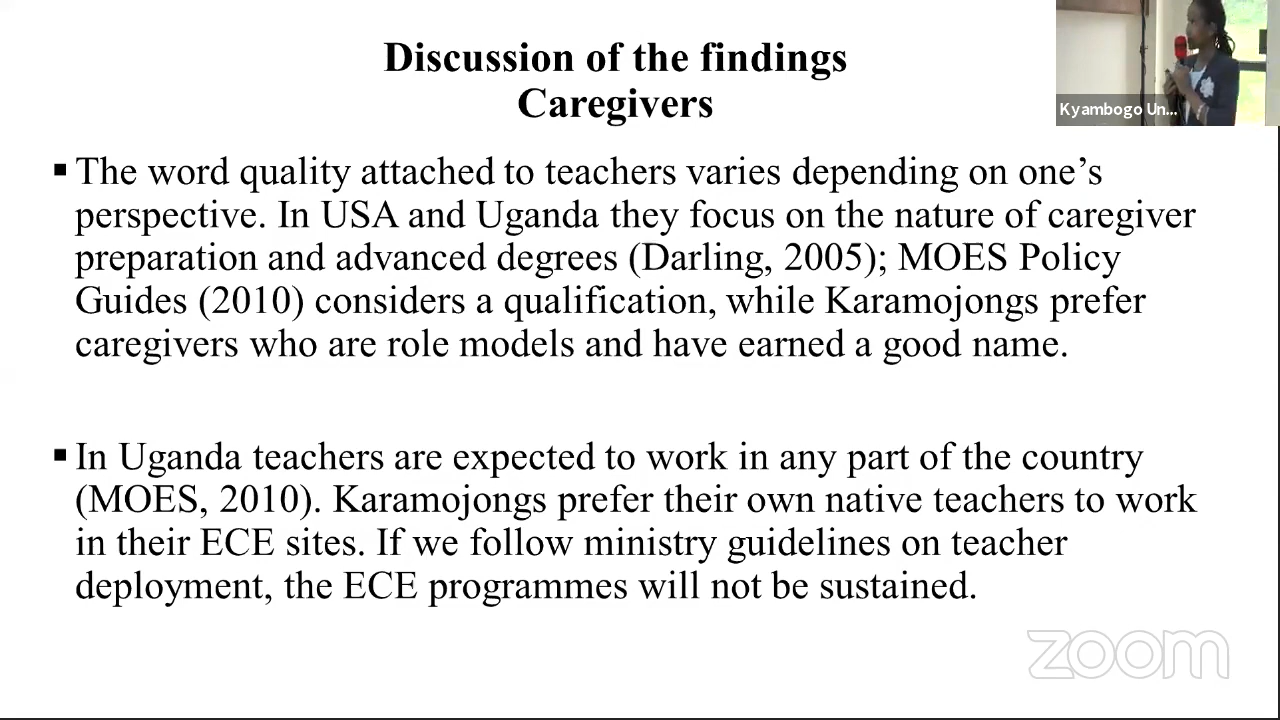 Discussion of the findings
Caregivers
Kyambogo Un...
▪ The word quality attached to teachers varies depending on one’s
perspective. In USA and Uganda they focus on the nature of caregiver
preparation and advanced degrees (Darling, 2005); MOES Policy
Guides (2010) considers a qualification, while Karamojongs prefer
caregivers who are role models and have earned a good name.
▪ In Uganda teachers are expected to work in any part of the country
(MOES, 2010). Karamojongs prefer their own native teachers to work
in their ECE sites. If we follow ministry guidelines on teacher
deployment, the ECE programmes will not be sustained.
zoom